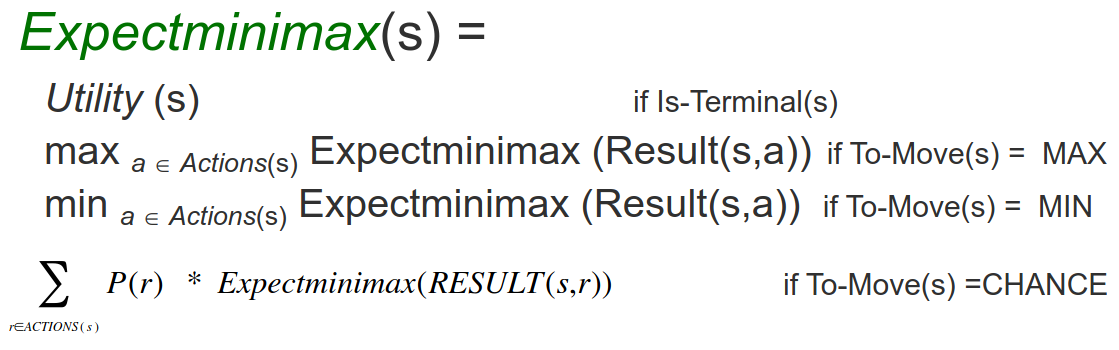 Expectminimax(s) =
Utility (s) if Is-Terminal(s)
max a ∈ Actions(s) Expectminimax (Result(s,a)) if To-Move(s) = MAX
min a ∈ Actions(s) Expectminimax (Result(s,a)) if To-Move(s) = MIN
∑ P(r) * Expectminimax(RESULT(s,r)) if To-Move(s) =CHANCE
r∈ACTIONS(s)